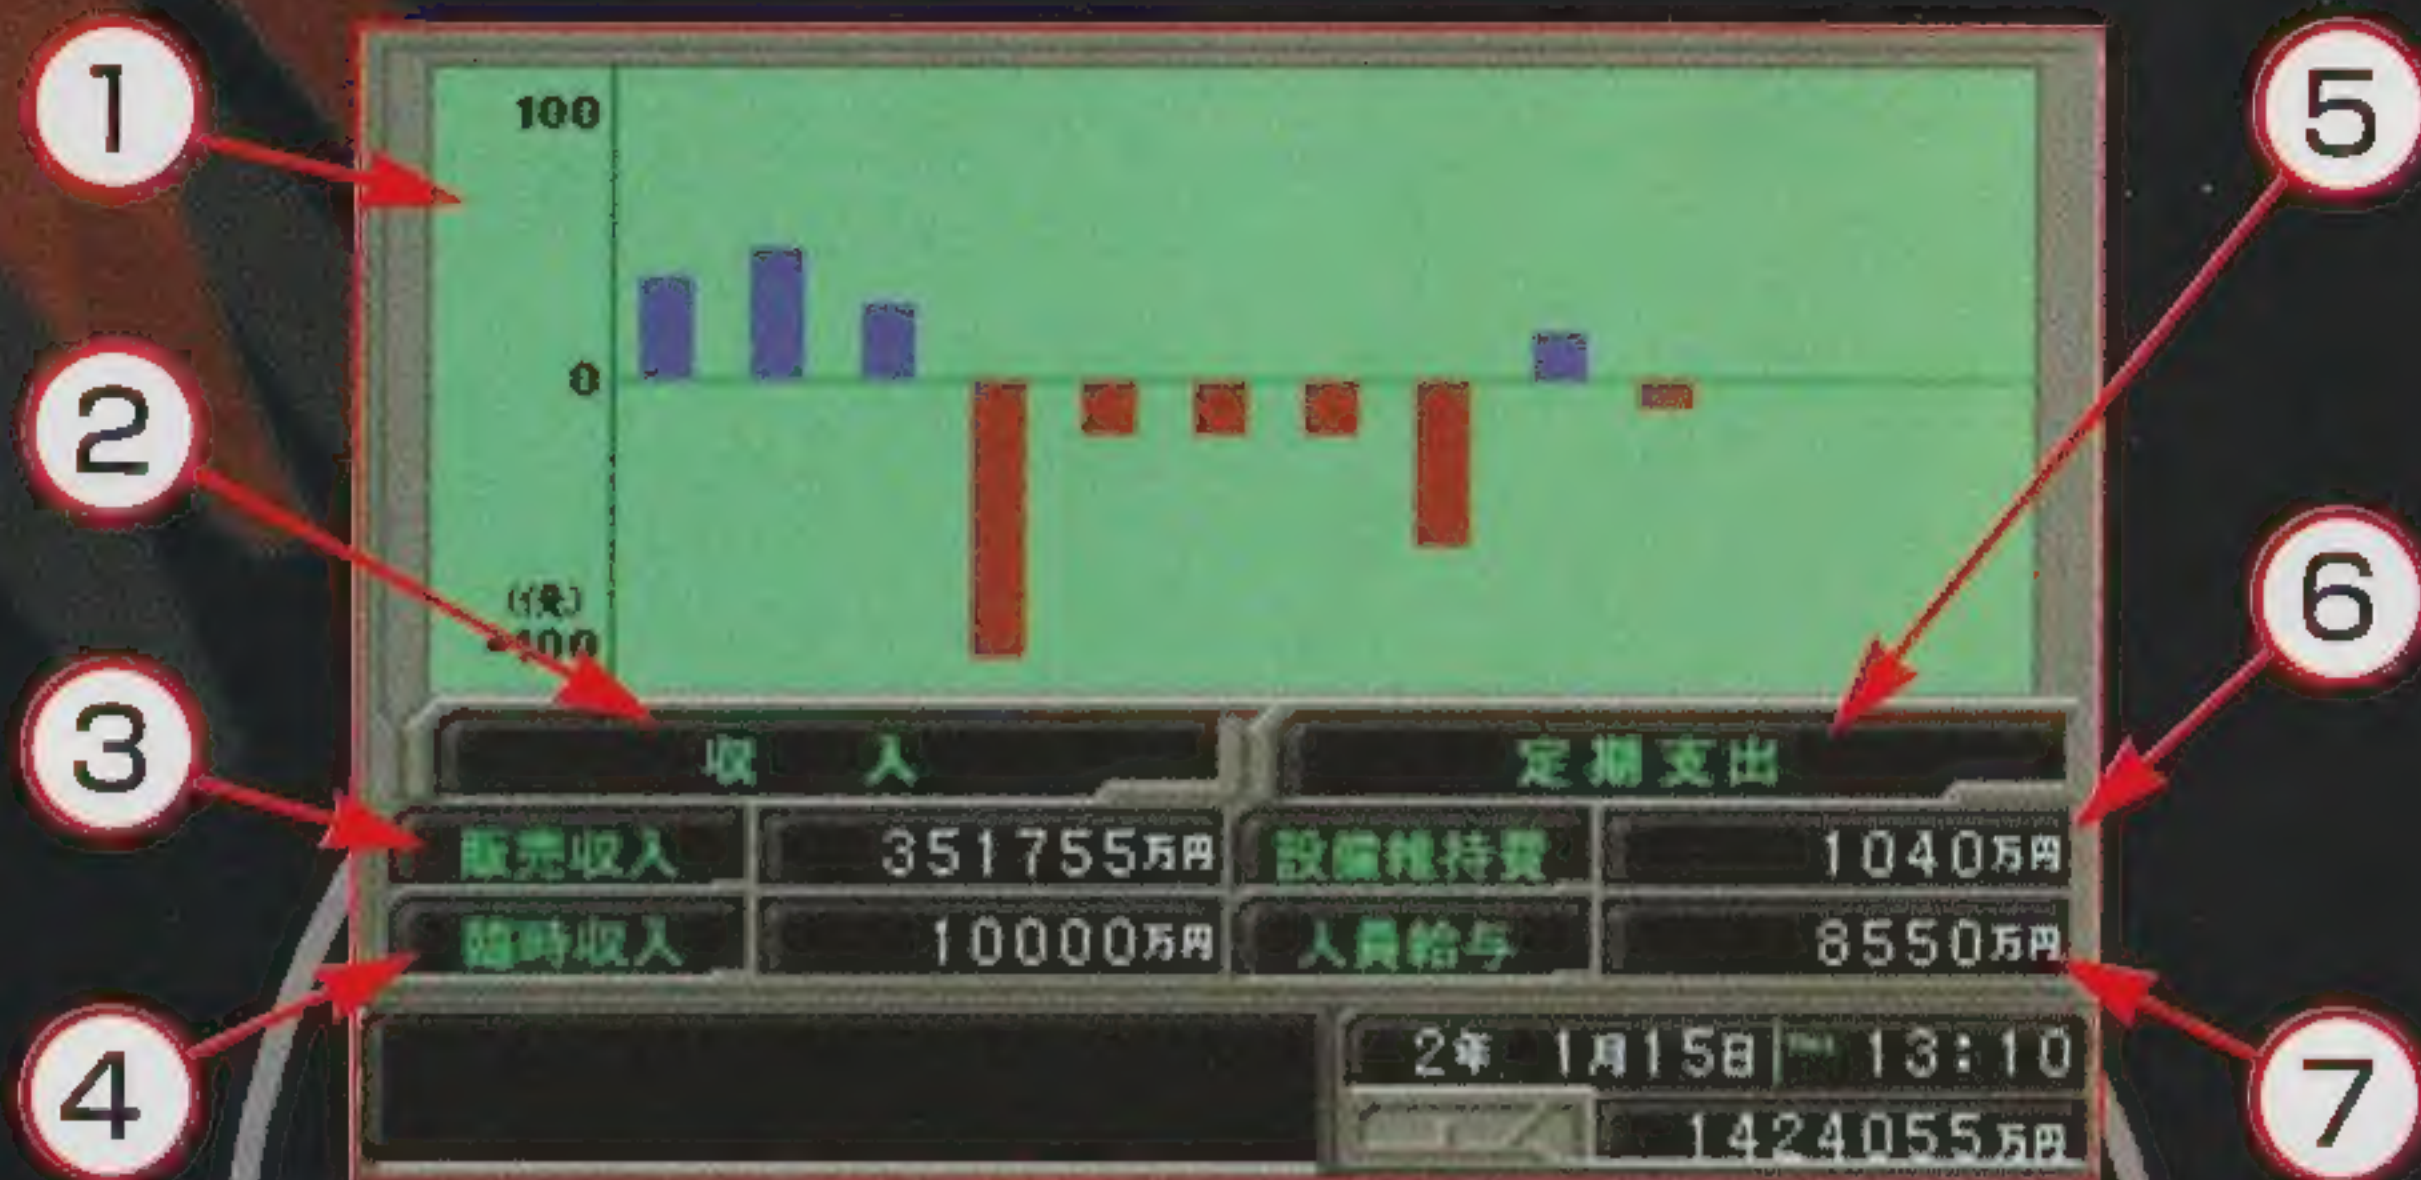 ①
⑤
100
0
②
(億)
-100
⑥
収 入
定期支出
③
販売収入 351755万円 設備維持費 1040万円
臨時収入 10000万円 人員給与 8550万円
④
⑦
2年 1月15日 13:10
1424055万円